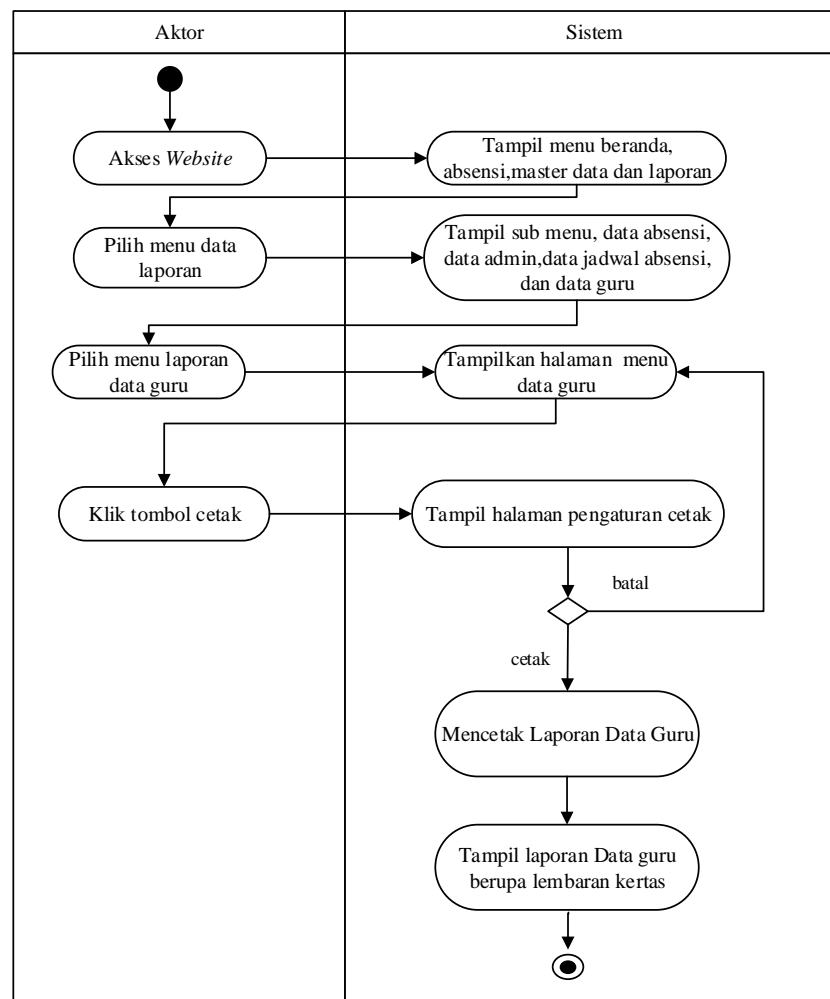 Aktor
Sistem
Akses Website
Tampil menu beranda,
absensi,master data dan laporan
Pilih menu data
laporan
Tampil sub menu, data absensi,
data admin,data jadwal absensi,
dan data guru
Pilih menu laporan
data guru
Tampilkan halaman  menu
data guru
Klik tombol cetak
Tampil halaman pengaturan cetak
batal
cetak
Mencetak Laporan Data Guru
Tampil laporan Data guru
berupa lembaran kertas